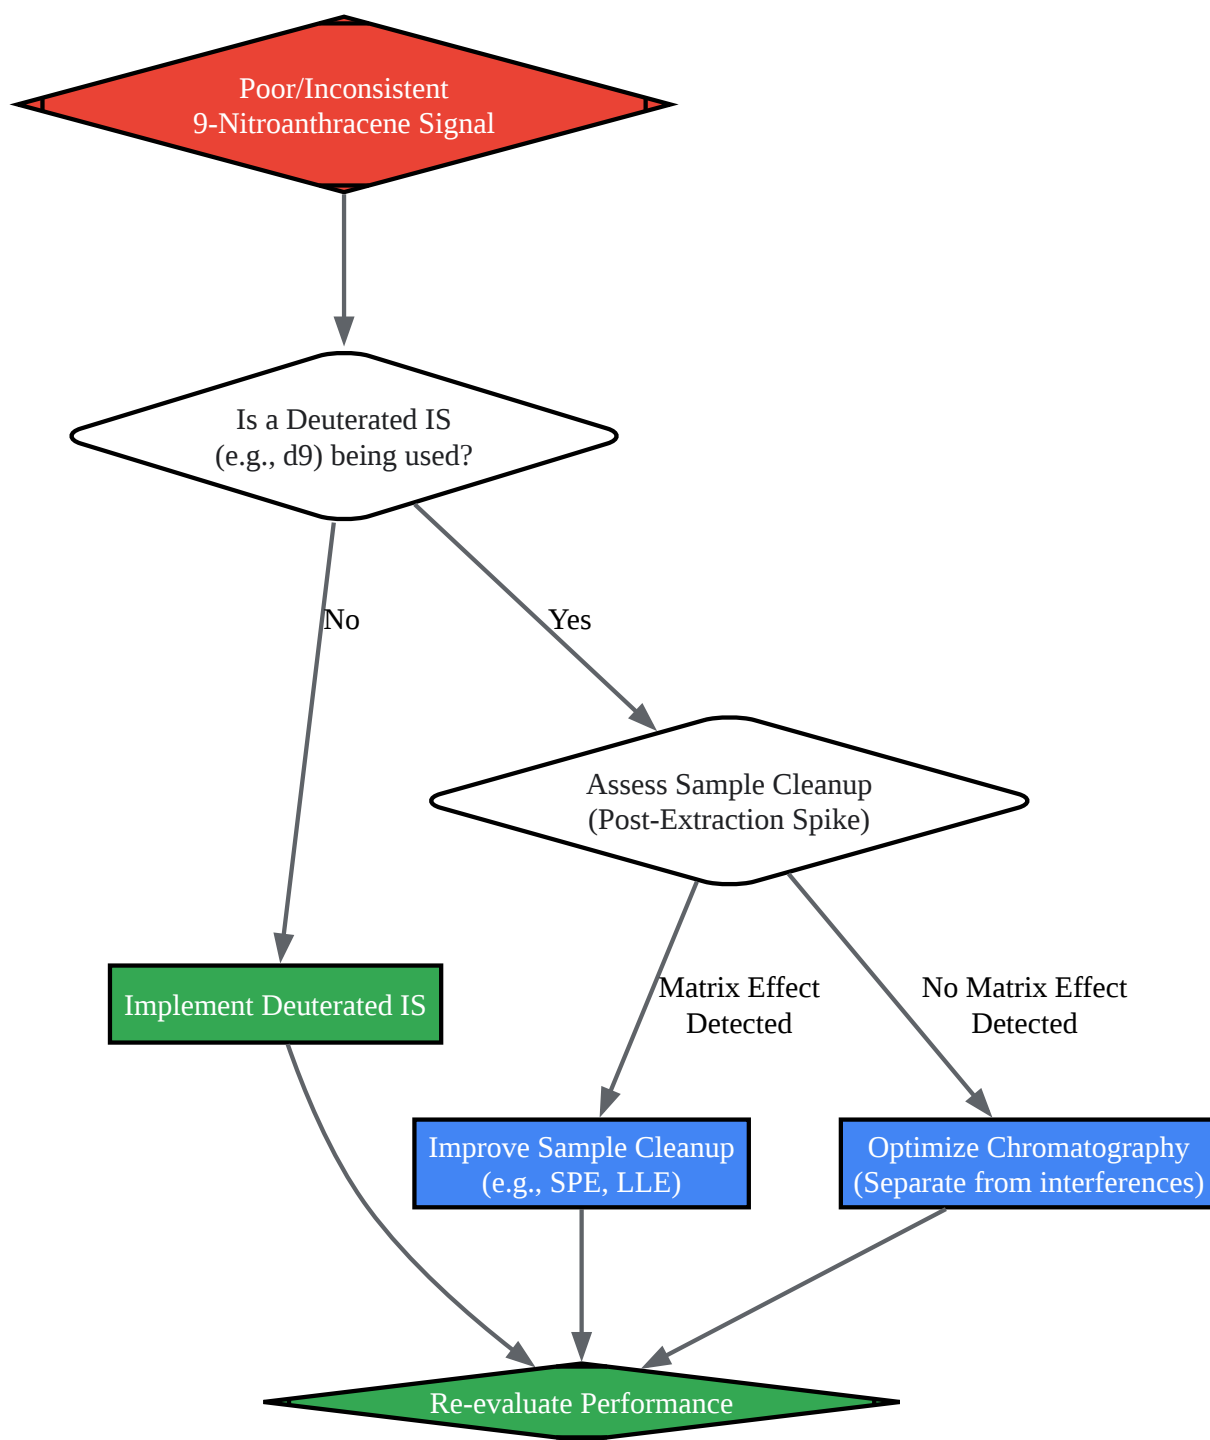 Poor/Inconsistent
9-Nitroanthracene Signal
Is a Deuterated IS
(e.g., d9) being used?
No
Yes
Assess Sample Cleanup
(Post-Extraction Spike)
Implement Deuterated IS
Matrix Effect
Detected
No Matrix Effect
Detected
Improve Sample Cleanup
(e.g., SPE, LLE)
Optimize Chromatography
(Separate from interferences)
Re-evaluate Performance